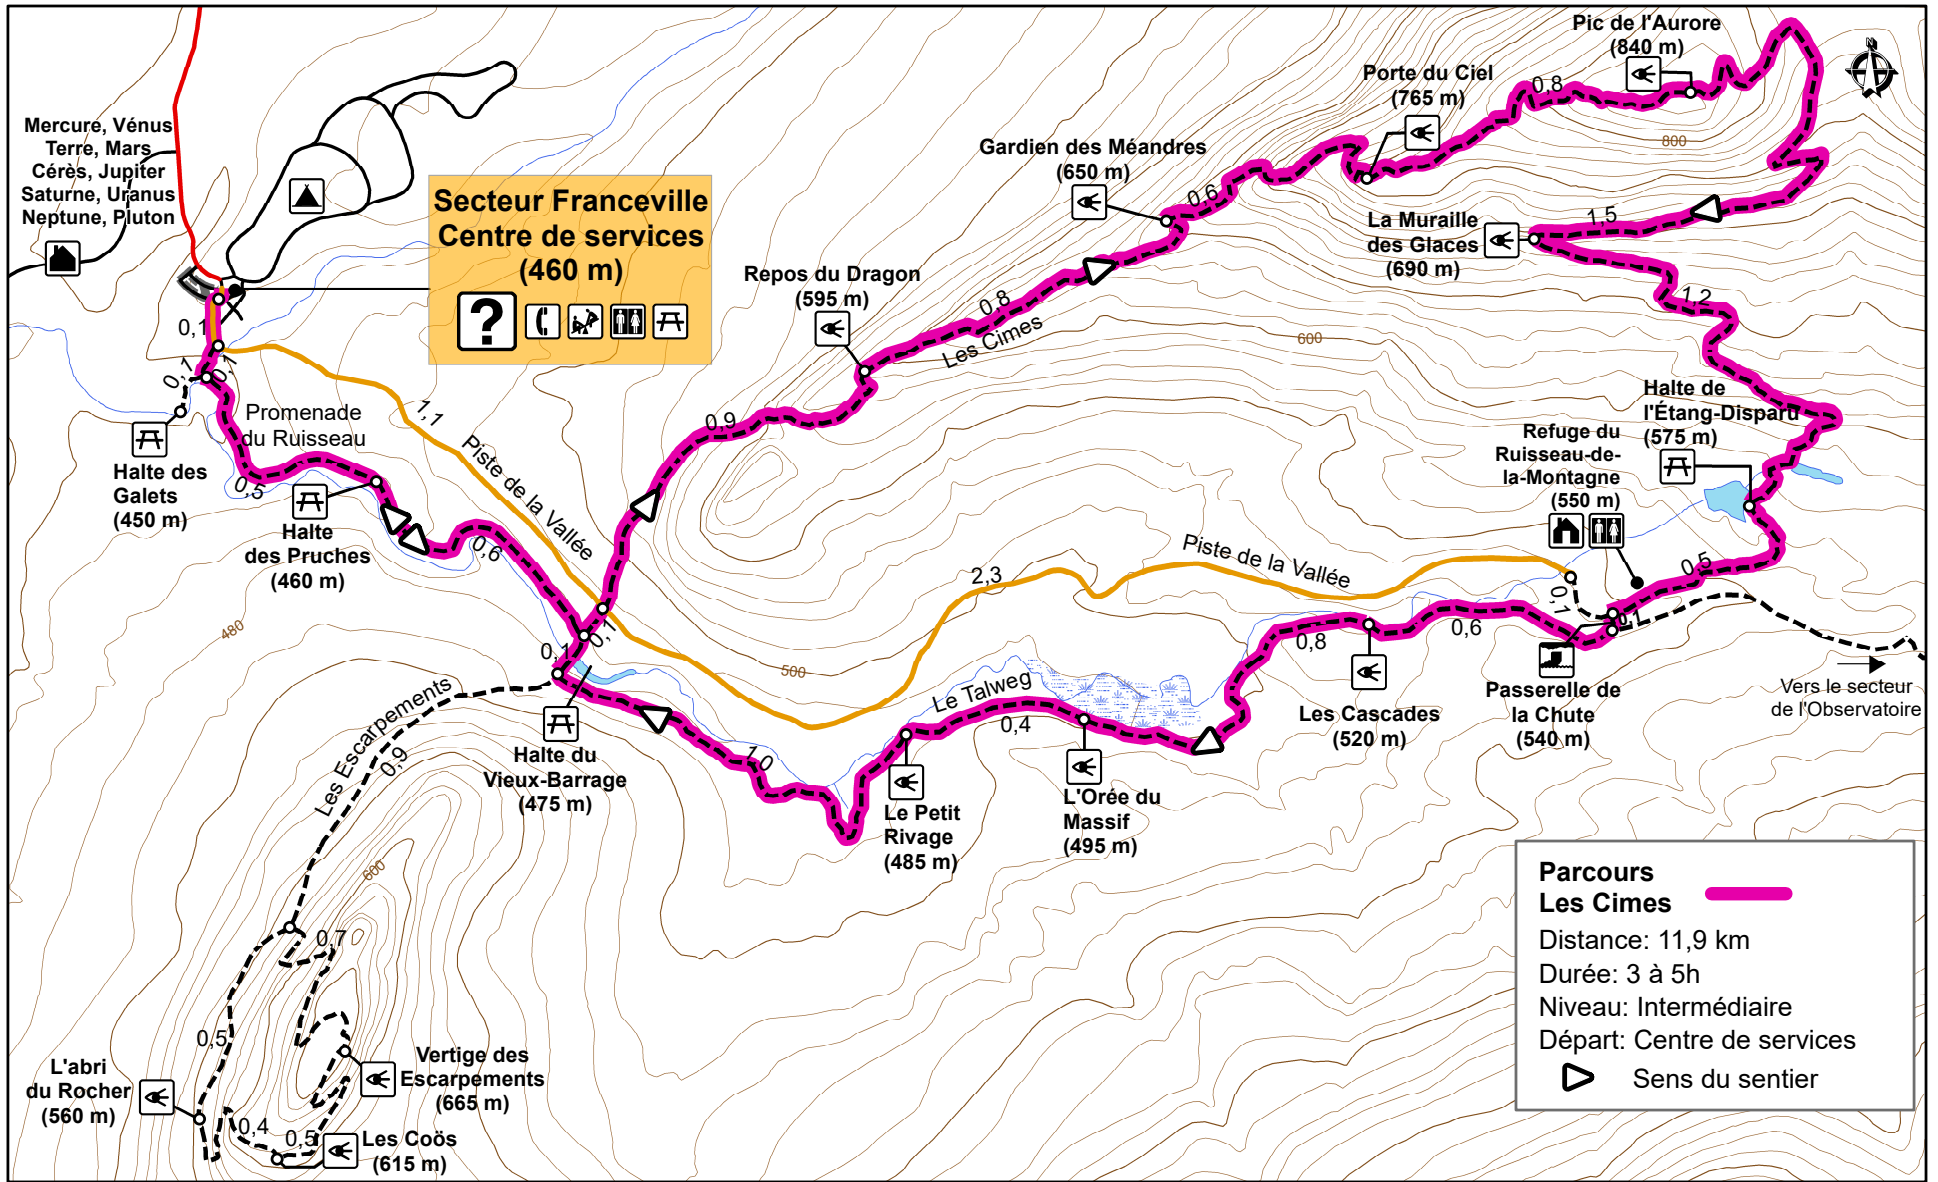 Pic de l'Aurore
(840 m)
Porte du Ciel
(765 m)
0,8
800
Mercure, Vénus
Terre, Mars
Cérès, Jupiter
Saturne, Uranus
Neptune, Pluton
Gardien des Méandres
(650 m)
0,6
Secteur Franceville
Centre de services
(460 m)
?
La Muraille
des Glaces
(690 m)
1,5
1,2
Repos du Dragon
(595 m)
0,8
Les Cimes
600
0,1
0,1
0,1
Promenade
du Ruisseau
1,1
Piste de la Vallée
0,9
Halte de
l'Étang-Disparu
(575 m)
Refuge du
Ruisseau-de-
la-Montagne
(550 m)
Halte des
Galets
(450 m)
0,5
Halte
des Pruches
(460 m)
0,6
Piste de la Vallée
2,3
0,1
0,5
0,1
480
0,1
0,1
500
0,8
0,6
Le Talweg
0,4
Les Cascades
(520 m)
Passerelle de
la Chute
(540 m)
Vers le secteur
de l'Observatoire
Les Escarpements
0,9
Halte du
Vieux-Barrage
(475 m)
1,0
Le Petit
Rivage
(485 m)
L'Orée du
Massif
(495 m)
600
0,7
0,5
L'abri
du Rocher
(560 m)
Vertige des
Escarpements
(665 m)
0,4
0,5
Les Coös
(615 m)
Parcours
Les Cimes
Distance: 11,9 km
Durée: 3 à 5h
Niveau: Intermédiaire
Départ: Centre de services
Sens du sentier
N